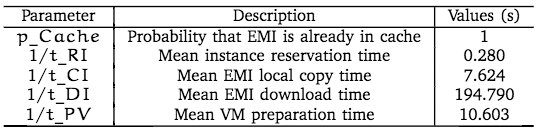 Parameter Description Values (s)
p_Cache Probability that EMI is already in cache 1
1/t_RI Mean instance reservation time 0.280
1/t_CI Mean EMI local copy time 7.624
1/t_DI Mean EMI download time 194.790
1/t_PV Mean VM preparation time 10.603